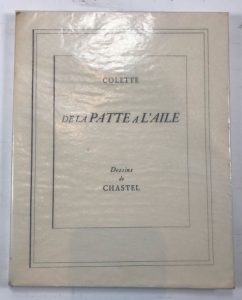 COLETTE
DE LA PATTE A L'AILE
Dessins
de
CHASTEL